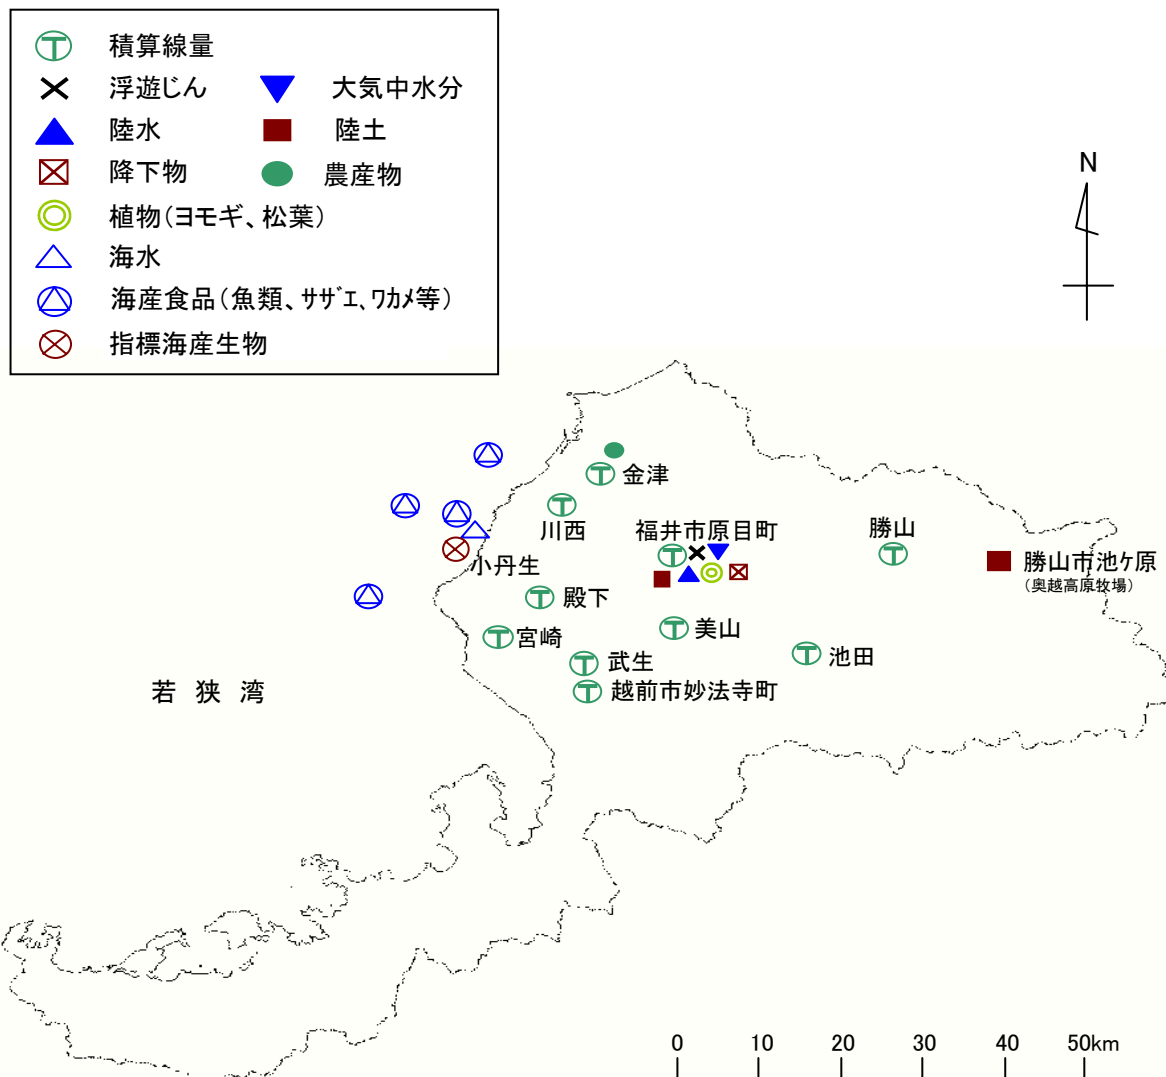 積算線量
浮遊じん 大気中水分
陸水 陸土
降下物 農産物
植物(ヨモギ、松葉)
海水
海産食品(魚類、ｻｻﾞｴ、ﾜｶﾒ等)
指標海産生物
N
金津
川西
福井市原目町
勝山
勝山市池ケ原
(奥越高原牧場)
小丹生
殿下
宮崎
美山
武生
池田
越前市妙法寺町
若狭湾
0 10 20 30 40 50km